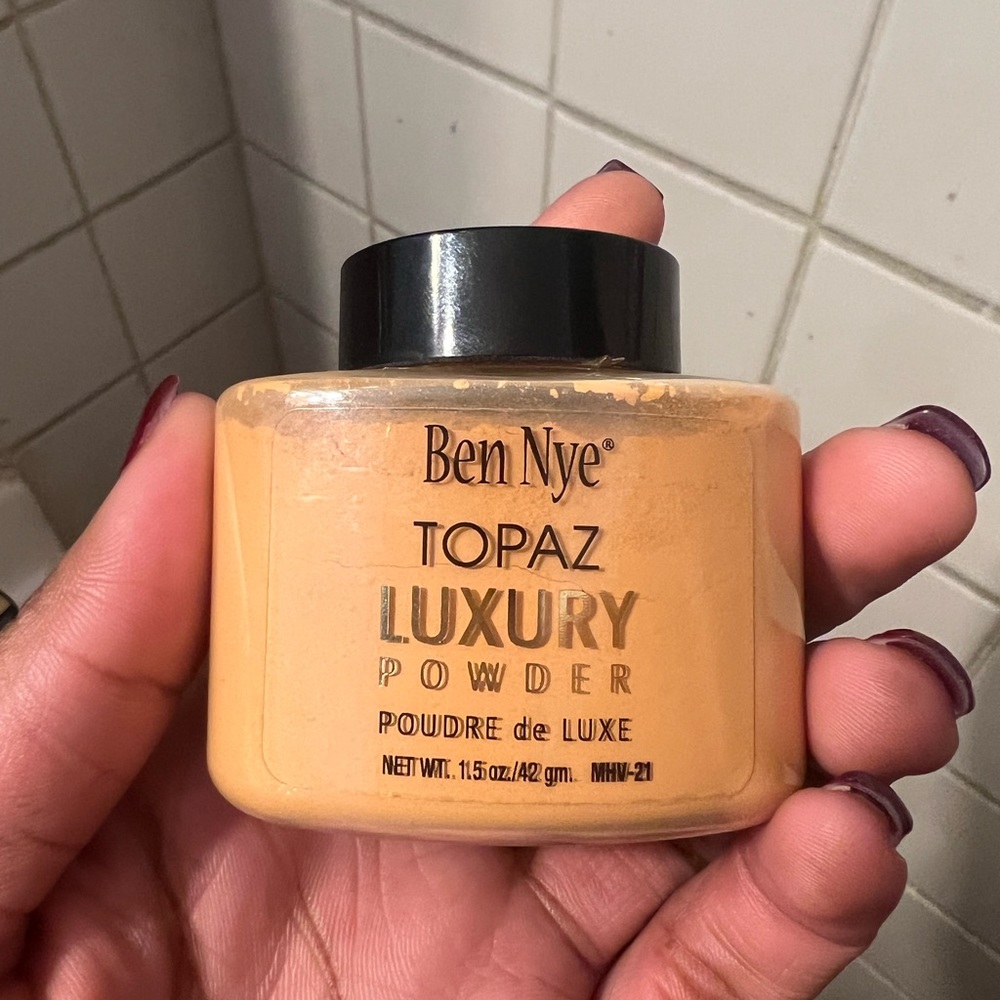 Ben Nye®
TOPAZ
LUXURY
POWDER
POUDRE de LUXE
NET WT. 1.5 oz./42 gm. MHV-21